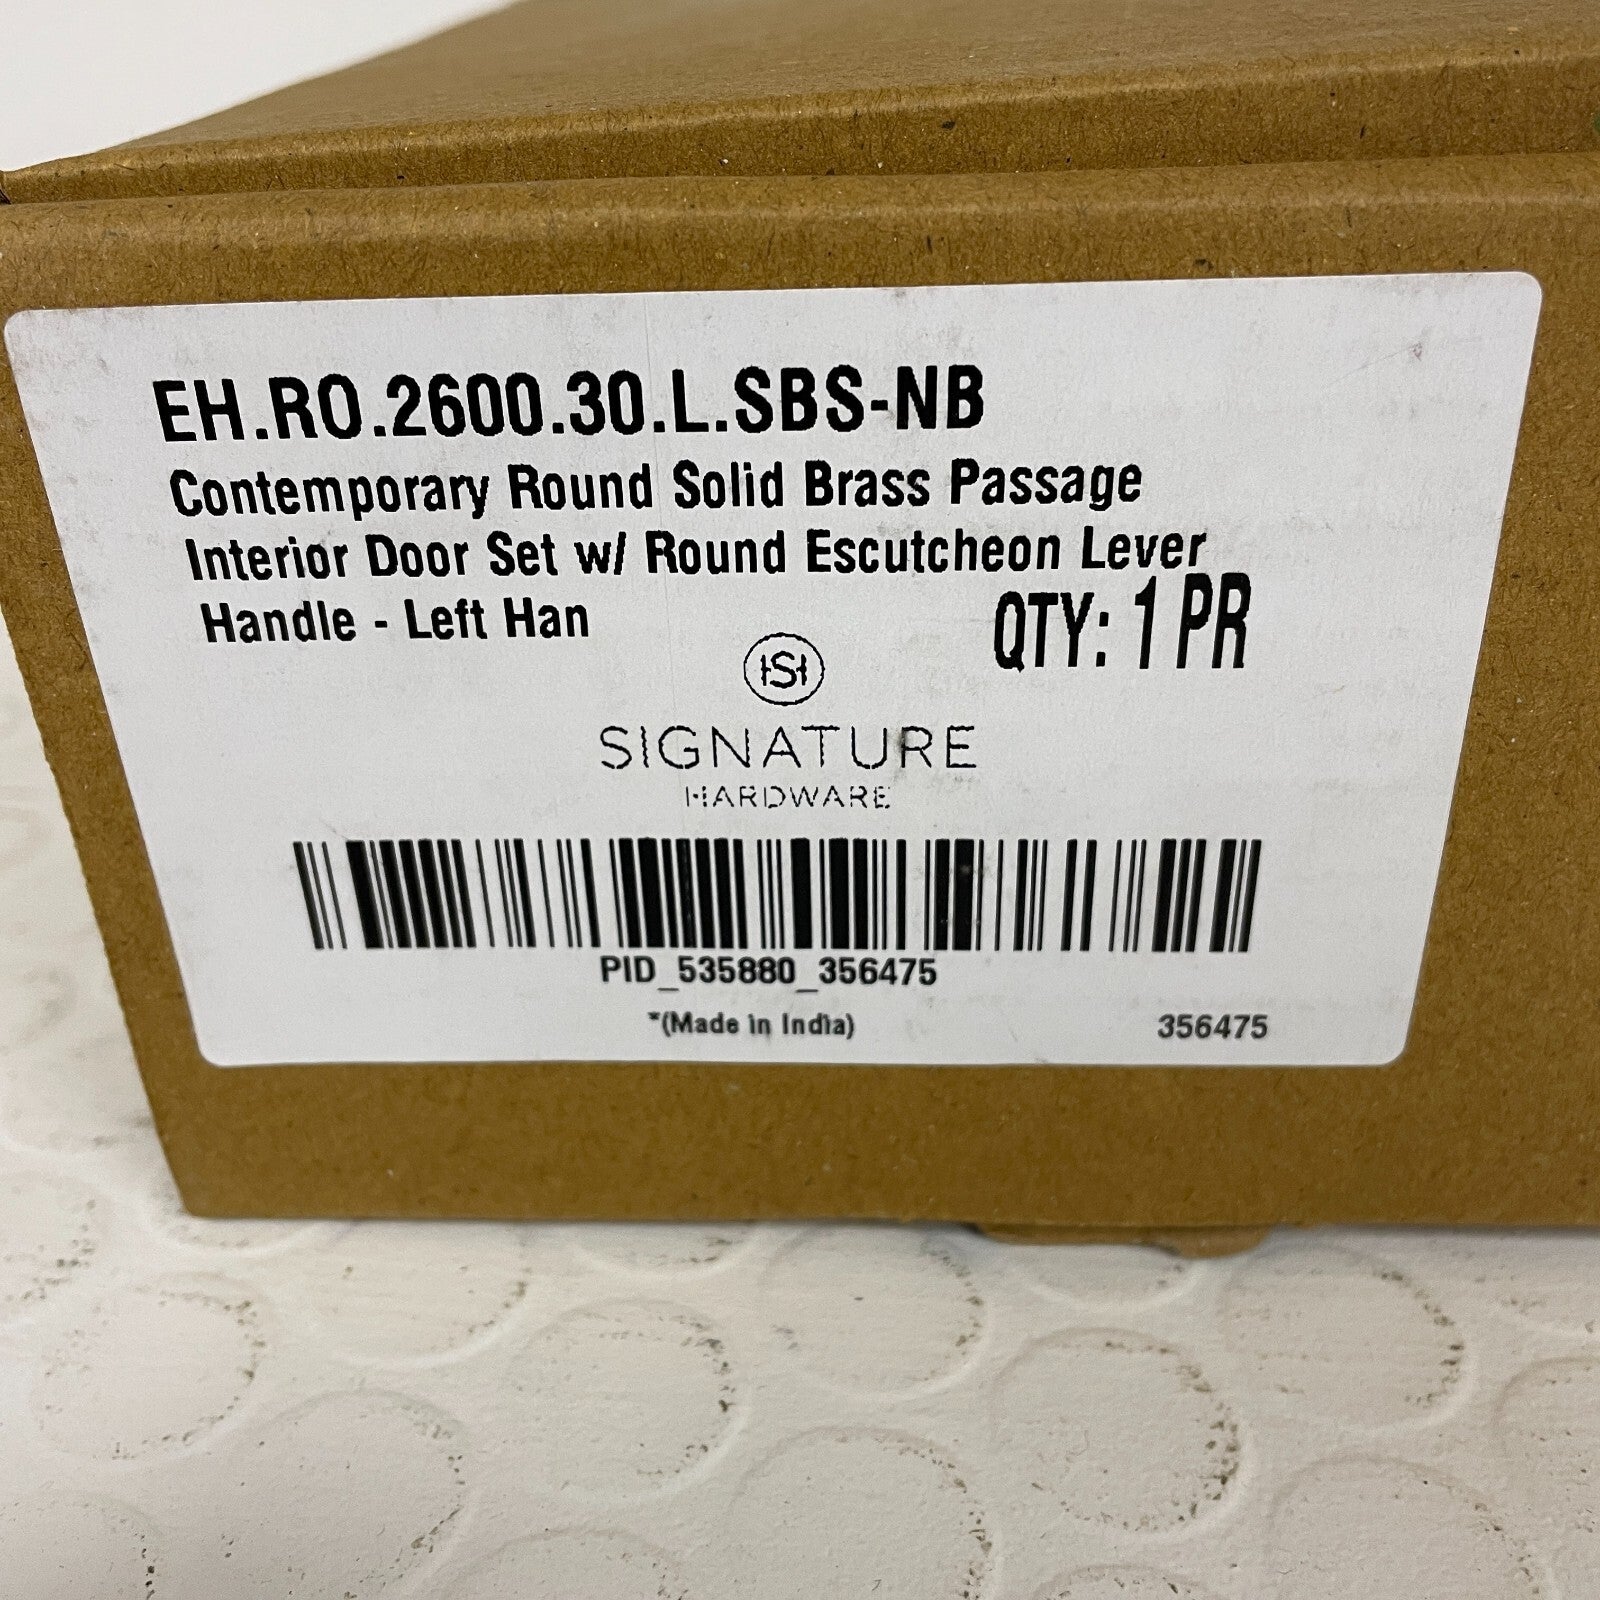 EH.RO.2600.30.L.SBS-NB
Contemporary Round Solid Brass Passage
Interior Door Set w/ Round Escutcheon Lever
Handle - Left Han
QTY: 1 PR
SH
SIGNATURE
HARDWARE
PID_535880_356475
*(Made in India)
356475